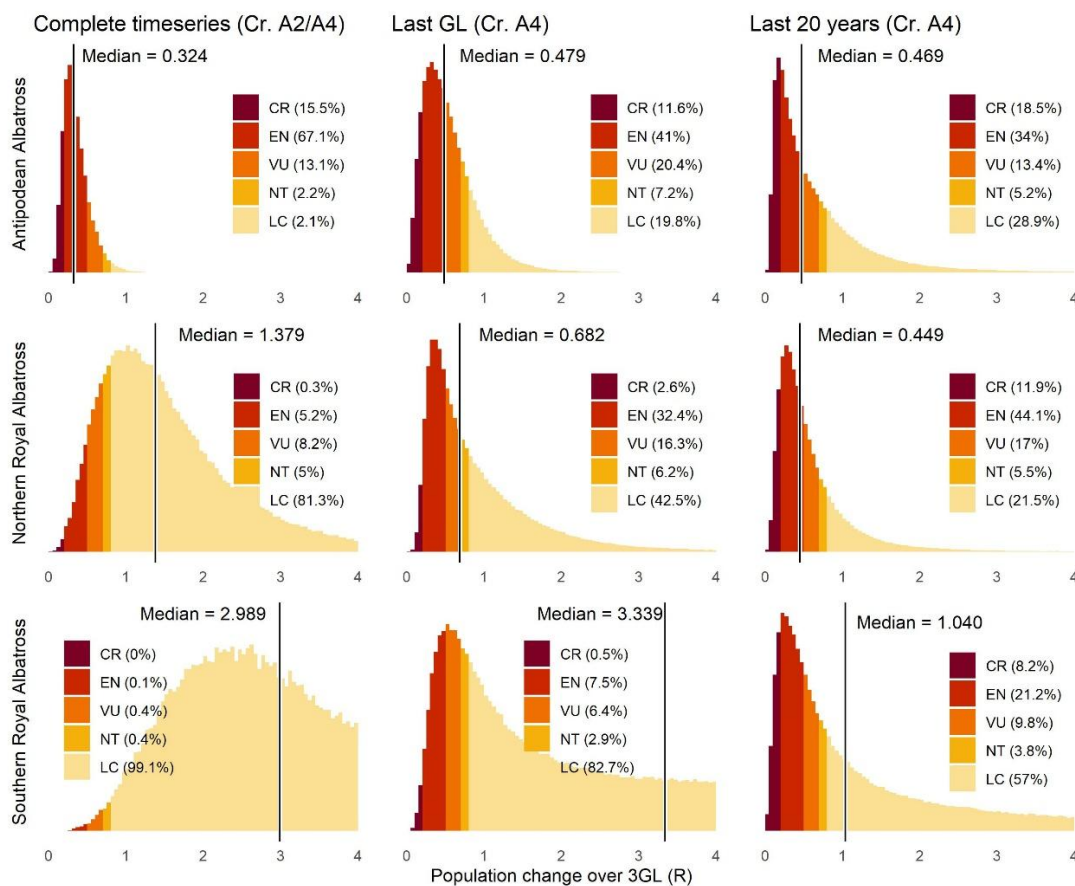 Complete timeseries (Cr. A2/A4)
Last GL (Cr. A4)
Last 20 years (Cr. A4)
Antipodean Albatross
Median = 0.324
CR (15.5%)
EN (67.1%)
VU (13.1%)
NT (2.2%)
LC (2.1%)
0 1 2 3 4
Median = 0.479
CR (11.6%)
EN (41%)
VU (20.4%)
NT (7.2%)
LC (19.8%)
0 1 2 3 4
Median = 0.469
CR (18.5%)
EN (34%)
VU (13.4%)
NT (5.2%)
LC (28.9%)
0 1 2 3 4
Northern Royal Albatross
Median = 1.379
CR (0.3%)
EN (5.2%)
VU (8.2%)
NT (5%)
LC (81.3%)
0 1 2 3 4
Median = 0.682
CR (2.6%)
EN (32.4%)
VU (16.3%)
NT (6.2%)
LC (42.5%)
0 1 2 3 4
Median = 0.449
CR (11.9%)
EN (44.1%)
VU (17%)
NT (5.5%)
LC (21.5%)
0 1 2 3 4
Southern Royal Albatross
Median = 2.989
CR (0%)
EN (0.1%)
VU (0.4%)
NT (0.4%)
LC (99.1%)
0 1 2 3 4
Median = 3.339
CR (0.5%)
EN (7.5%)
VU (6.4%)
NT (2.9%)
LC (82.7%)
0 1 2 3 4
Median = 1.040
CR (8.2%)
EN (21.2%)
VU (9.8%)
NT (3.8%)
LC (57%)
0 1 2 3 4
Population change over 3GL (R)